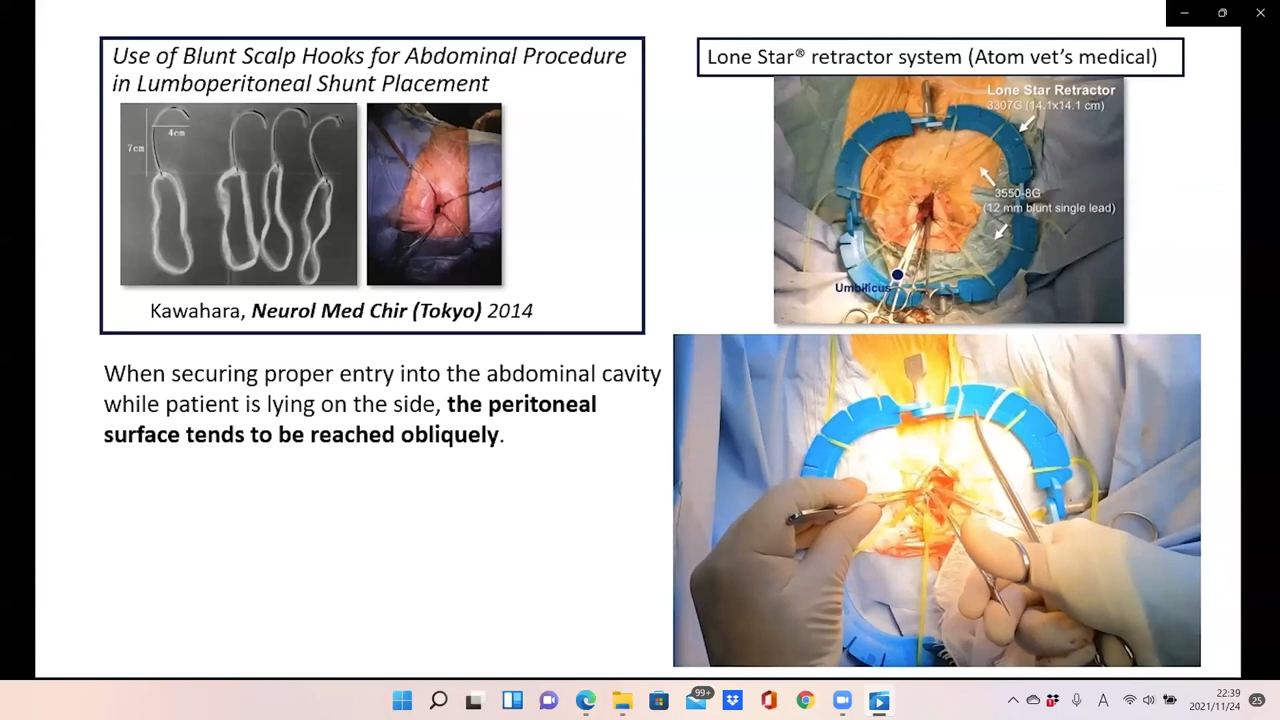 Use of Blunt Scalp Hooks for Abdominal Procedure
in Lumboperitoneal Shunt Placement
4cm
7cm
Kawahara, Neurol Med Chir (Tokyo) 2014
When securing proper entry into the abdominal cavity
while patient is lying on the side, the peritoneal
surface tends to be reached obliquely.
Lone Star® retractor system (Atom vet's medical)
Lone Star Retractor
3307G (14.1x14.1 cm)
3550-8G
(12 mm blunt single lead)
Umbilicus
99+
1
A
22:39
2021/11/24
25